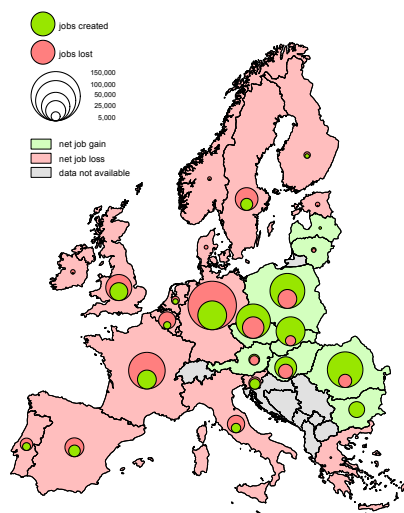 jobs created
jobs lost
150,000
100,000
50,000
25,000
5,000
net job gain
net job loss
data not available